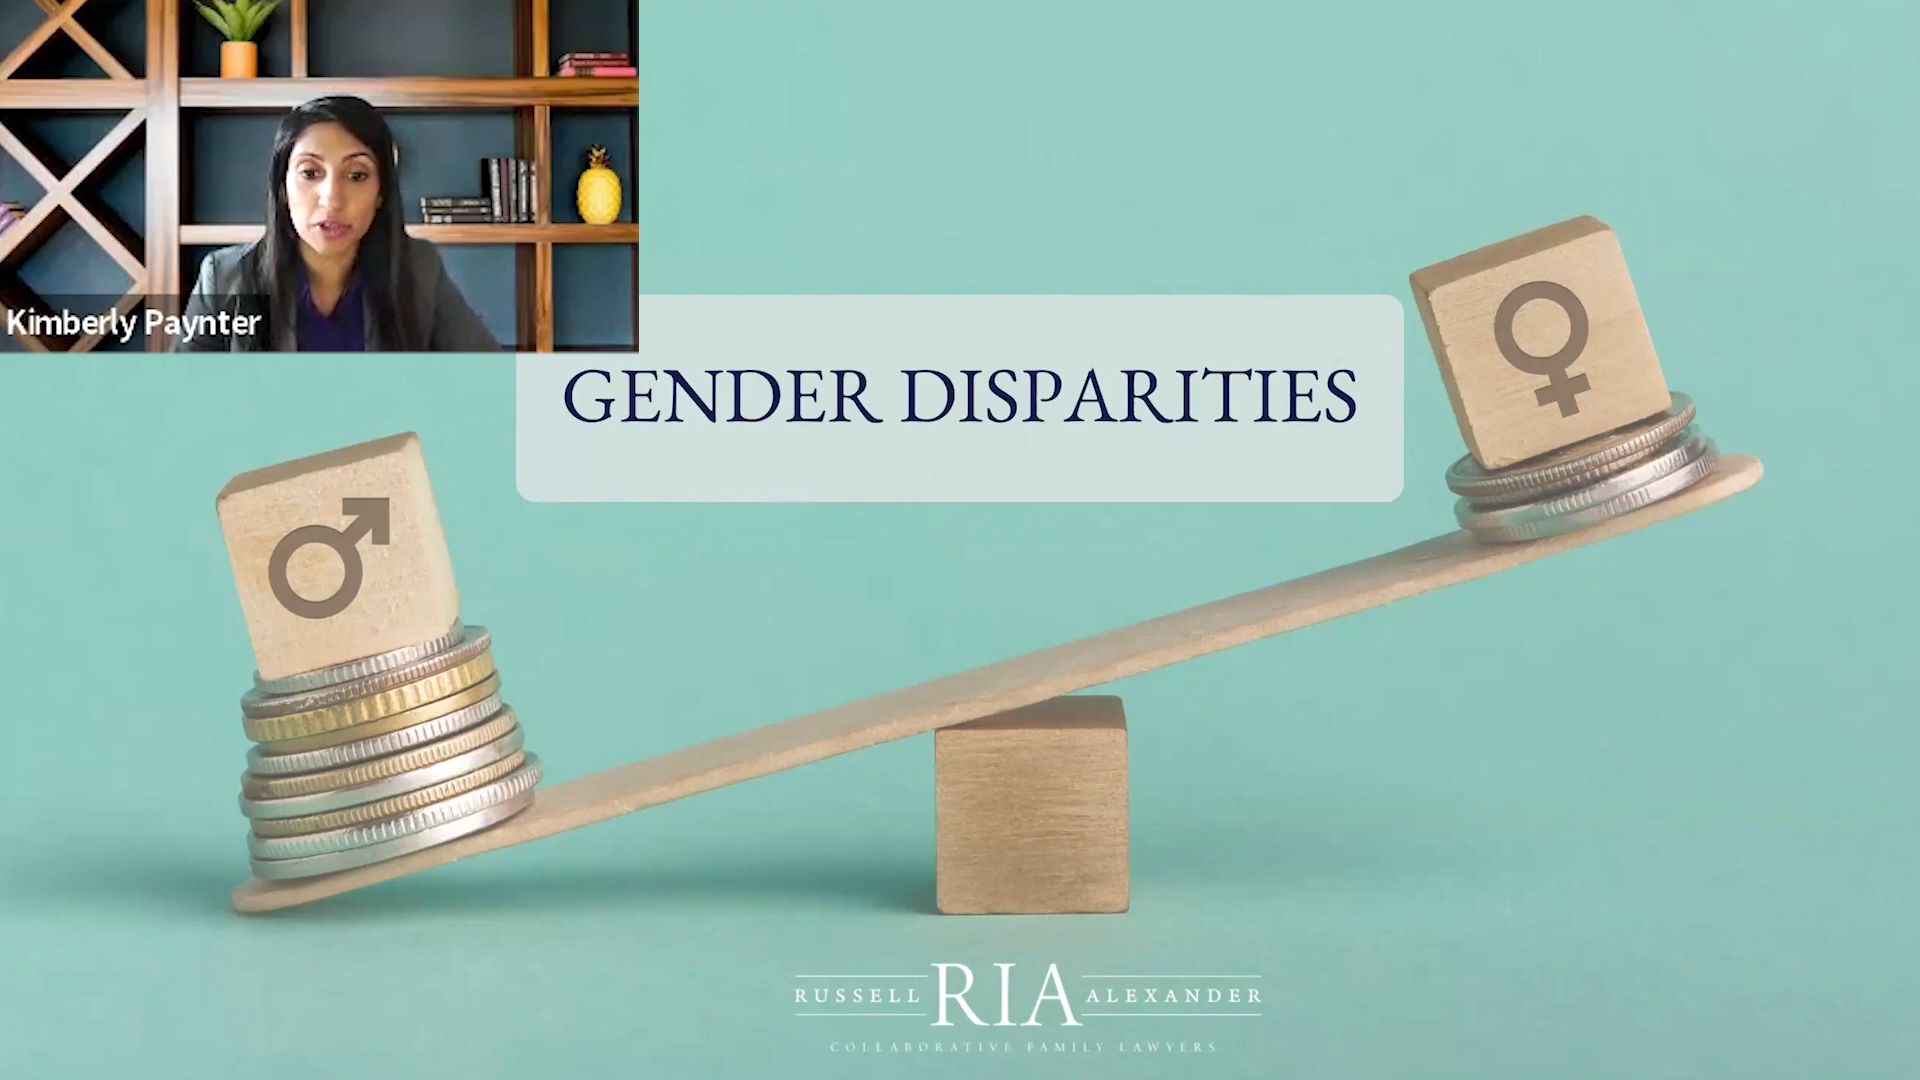 Kimberly Paynter
GENDER DISPARITIES
RUSSELL RIA ALEXANDER
COLLABORATIVE FAMILY LAWYERS